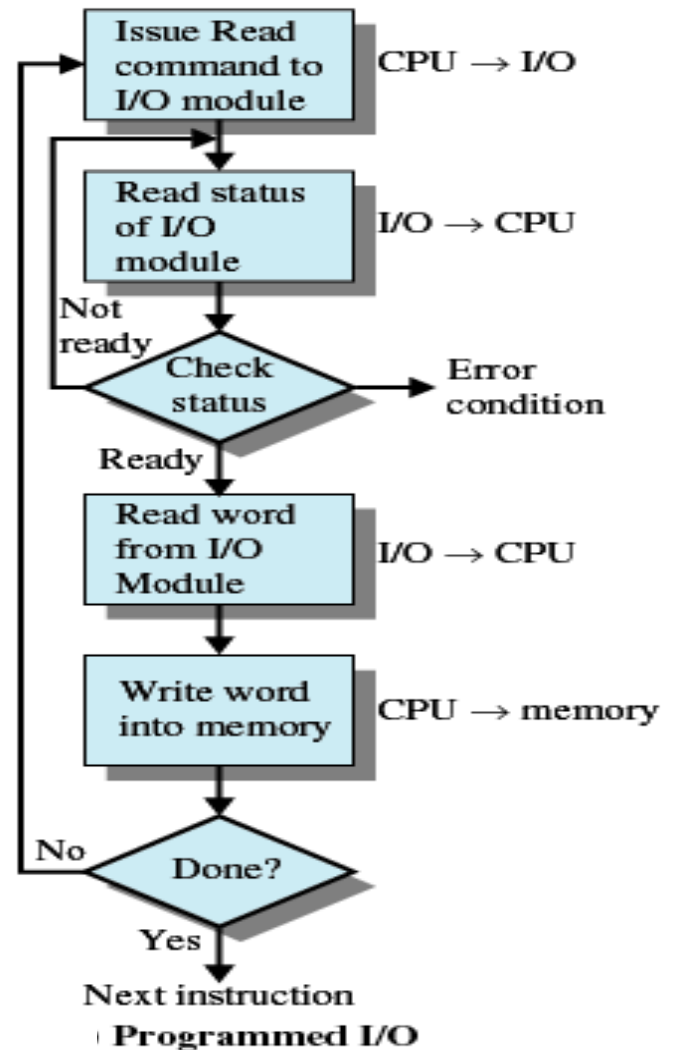 Issue Read
command to
I/O module
CPU → I/O
Read status
of I/O
module
I/O → CPU
Not
ready
Check
status
Error
condition
Ready
Read word
from I/O
Module
I/O → CPU
Write word
into memory
CPU → memory
No
Done?
Yes
Next instruction
) Programmed I/O